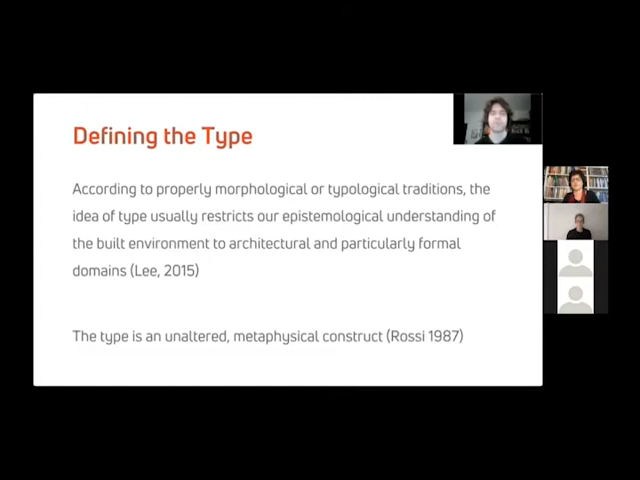 Defining the Type
According to properly morphological or typological traditions, the
idea of type usually restricts our epistemological understanding of
the built environment to architectural and particularly formal
domains (Lee, 2015)
The type is an unaltered, metaphysical construct (Rossi 1987)